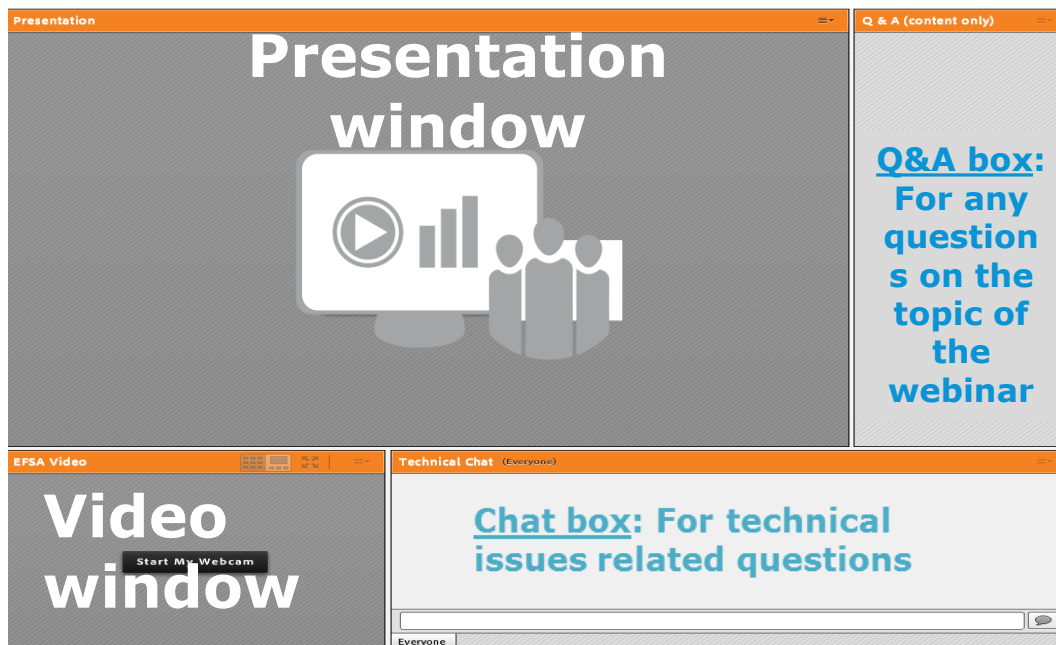 Presentation
Presentation
window
Q & A (content only)
Q&A box:
For any
question
s on the
topic of
the
webinar
EFSA Video
Video
Start My Webcam
window
Technical Chat (Everyone)
Chat box: For technical
issues related questions
Everyone